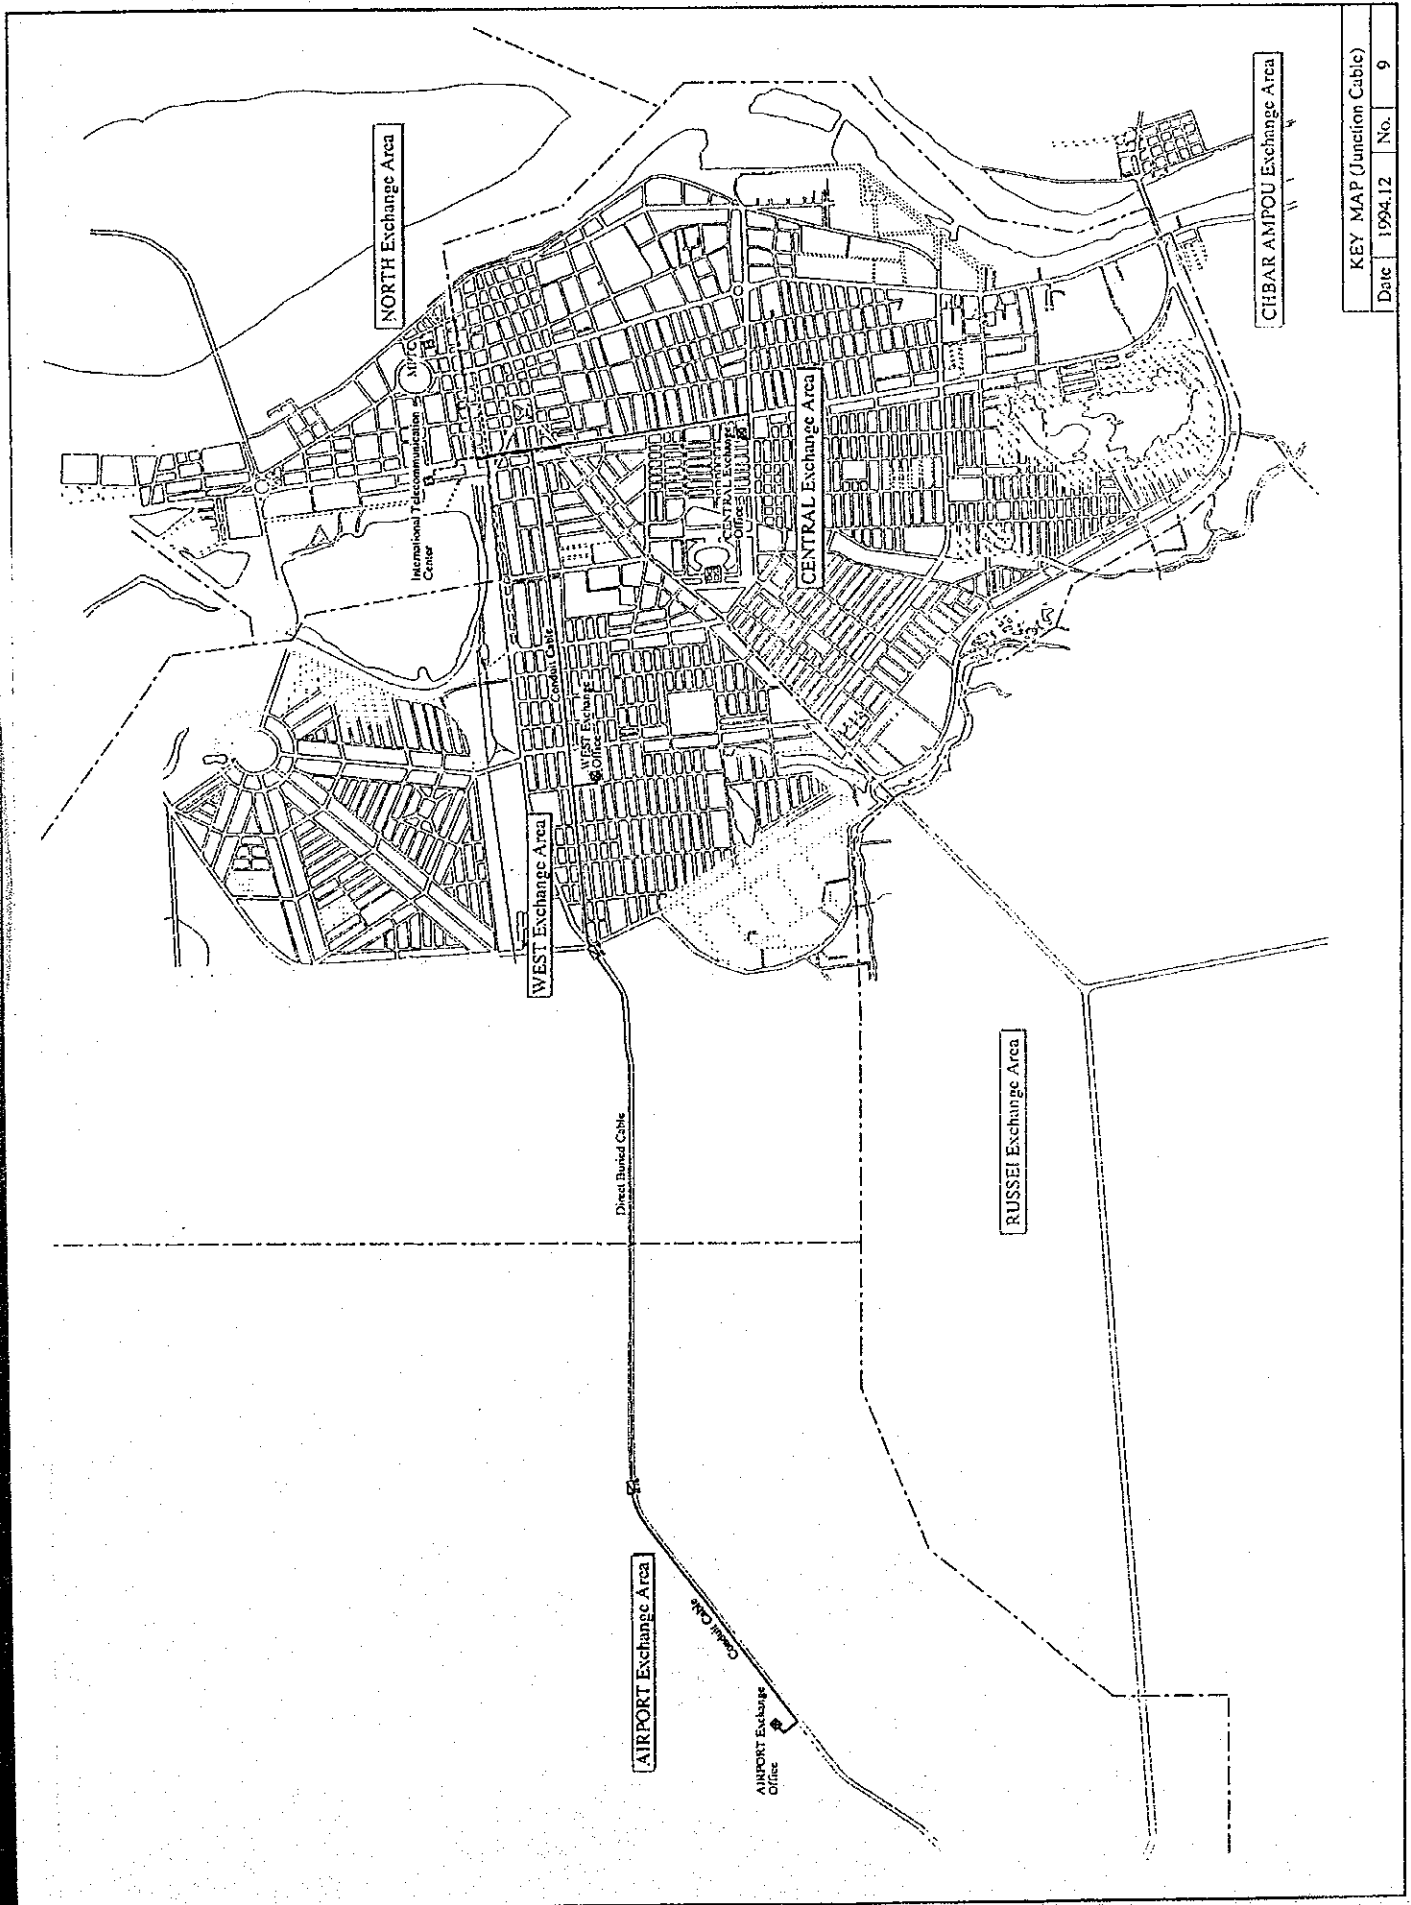 NORTH Exchange Area
MPTC
International Telecommunication
Center
CENTRAL Exchange
Office
CENTRAL Exchange Area
CHBAR AMPOU Exchange Area
Conduit Cable
WEST Exchange
Office
WEST Exchange Area
Direct Buried Cable
RUSSEI Exchange Area
AIRPORT Exchange Area
Conduit Cable
AIRPORT Exchange
Office
KEY MAP (Junction Cable)
Date 1994.12 No. 9